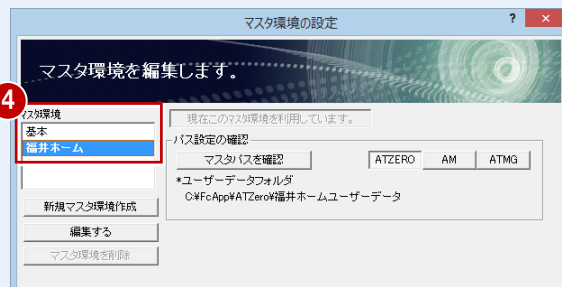 マスタ環境の設定
? ×
マスタ環境を編集します。
4
マスタ環境
基本
福井ホーム
新規マスタ環境作成
編集する
マスタ環境を削除
現在このマスタ環境を利用しています。
パス設定の確認
マスタパスを確認
ATZERO AM ATMG
*ユーザーデータフォルダ
C:¥FcApp¥ATZero¥福井ホームユーザーデータ